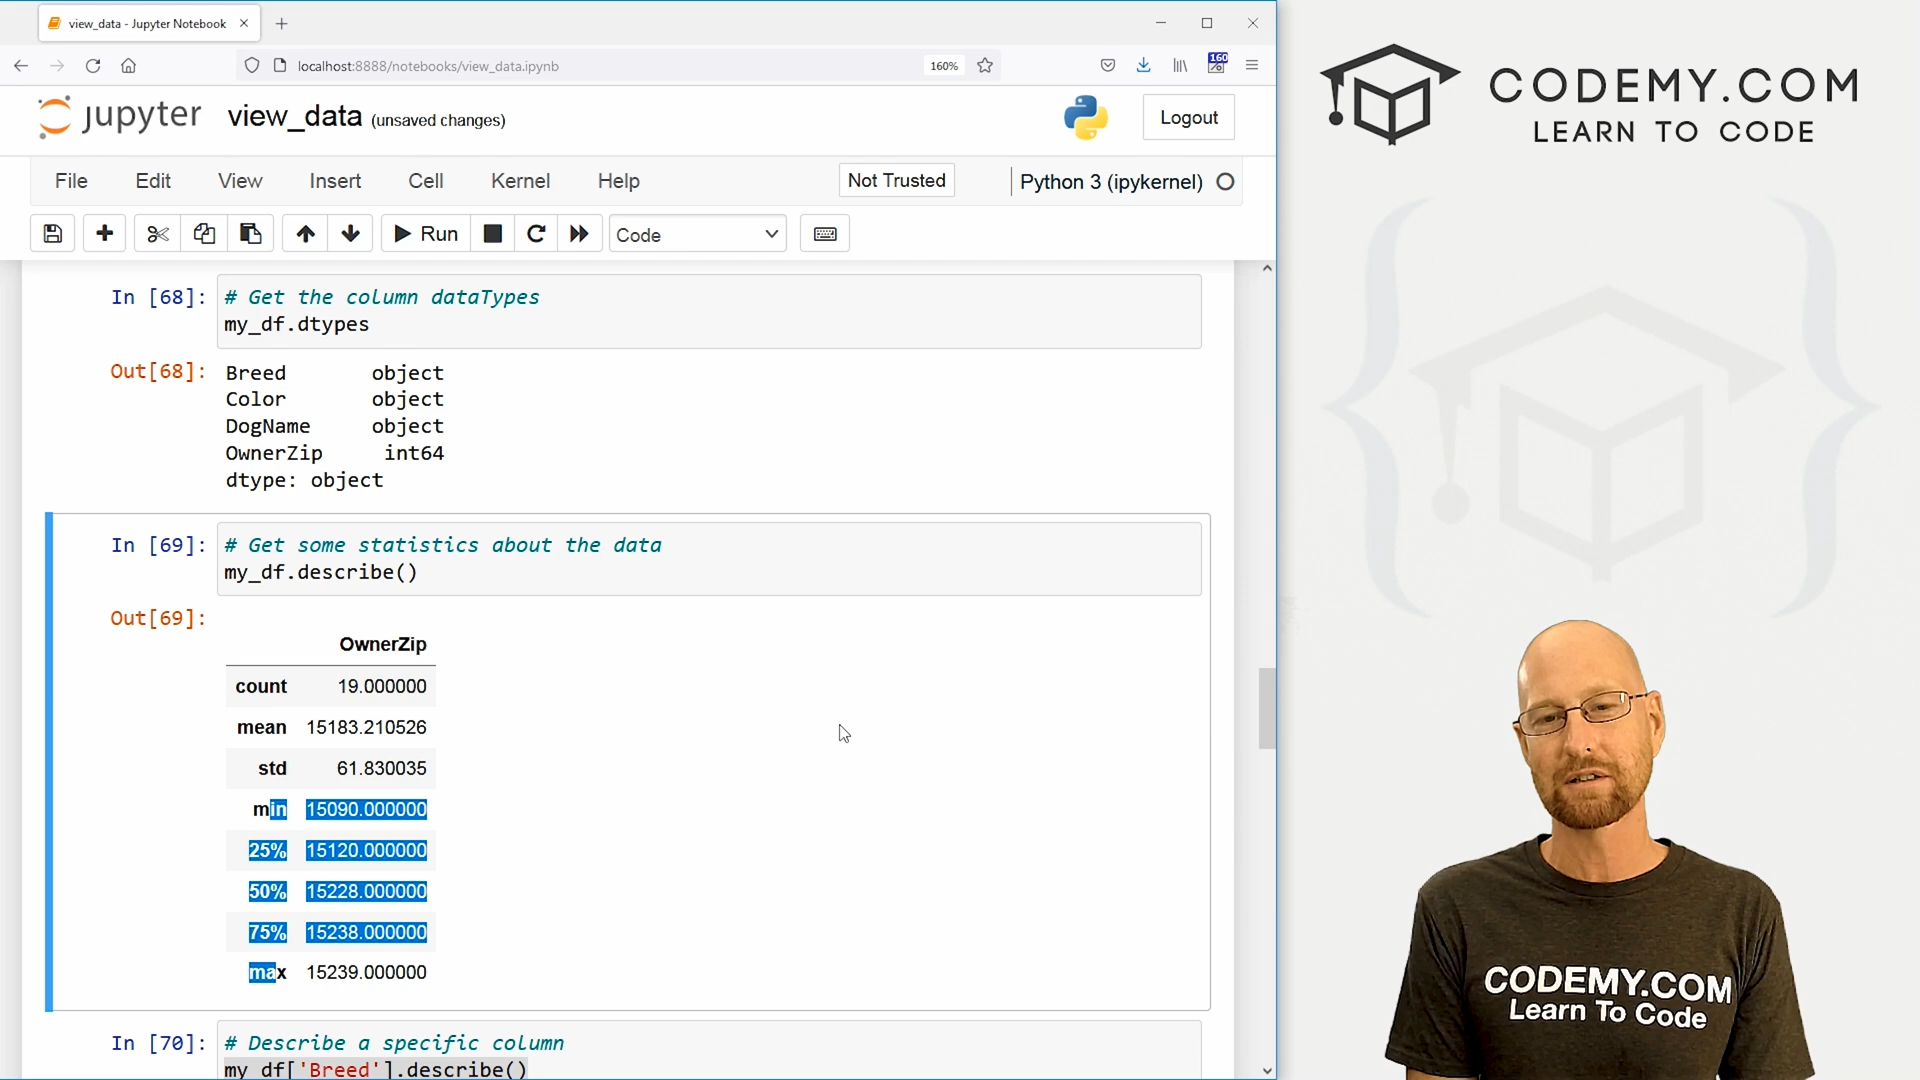 view_data - Jupyter Notebook
localhost:8888/notebooks/view_data.ipynb
160%
160
jupyter view_data (unsaved changes)
Logout
File Edit View Insert Cell Kernel Help
Not Trusted
Python 3 (ipykernel)
Run
Code
In [68]: # Get the column dataTypes
my_df.dtypes
Out[68]: Breed object
Color object
DogName object
OwnerZip int64
dtype: object
In [69]: # Get some statistics about the data
my_df.describe()
Out[69]:
OwnerZip
count 19.000000
mean 15183.210526
std 61.830035
min 15090.000000
25% 15120.000000
50% 15228.000000
75% 15238.000000
max 15239.000000
In [70]: # Describe a specific column
my_df['Breed'].describe()
CODEMY.COM
LEARN TO CODE
CODEMY.COM
Learn To Code